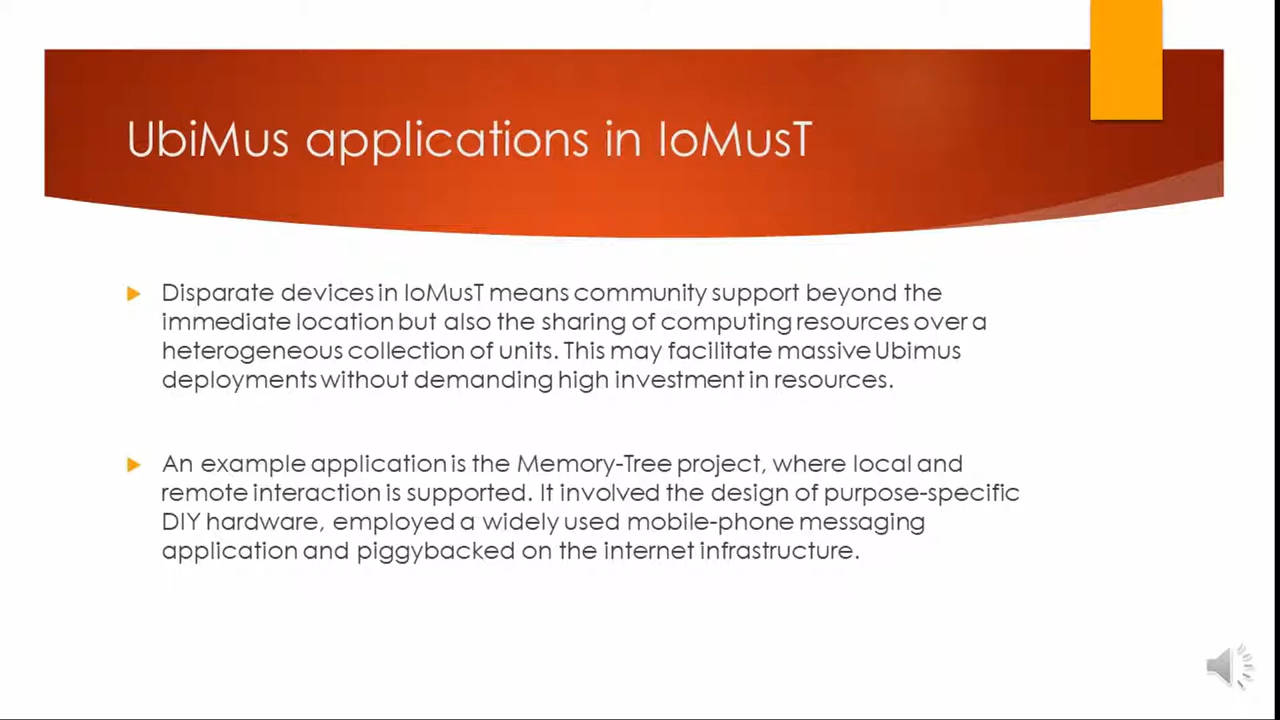 UbiMus applications in IoMusT
Disparate devices in IoMusT means community support beyond the
immediate location but also the sharing of computing resources over a
heterogeneous collection of units. This may facilitate massive Ubimus
deployments without demanding high investment in resources.
An example application is the Memory-Tree project, where local and
remote interaction is supported. It involved the design of purpose-specific
DIY hardware, employed a widely used mobile-phone messaging
application and piggybacked on the internet infrastructure.